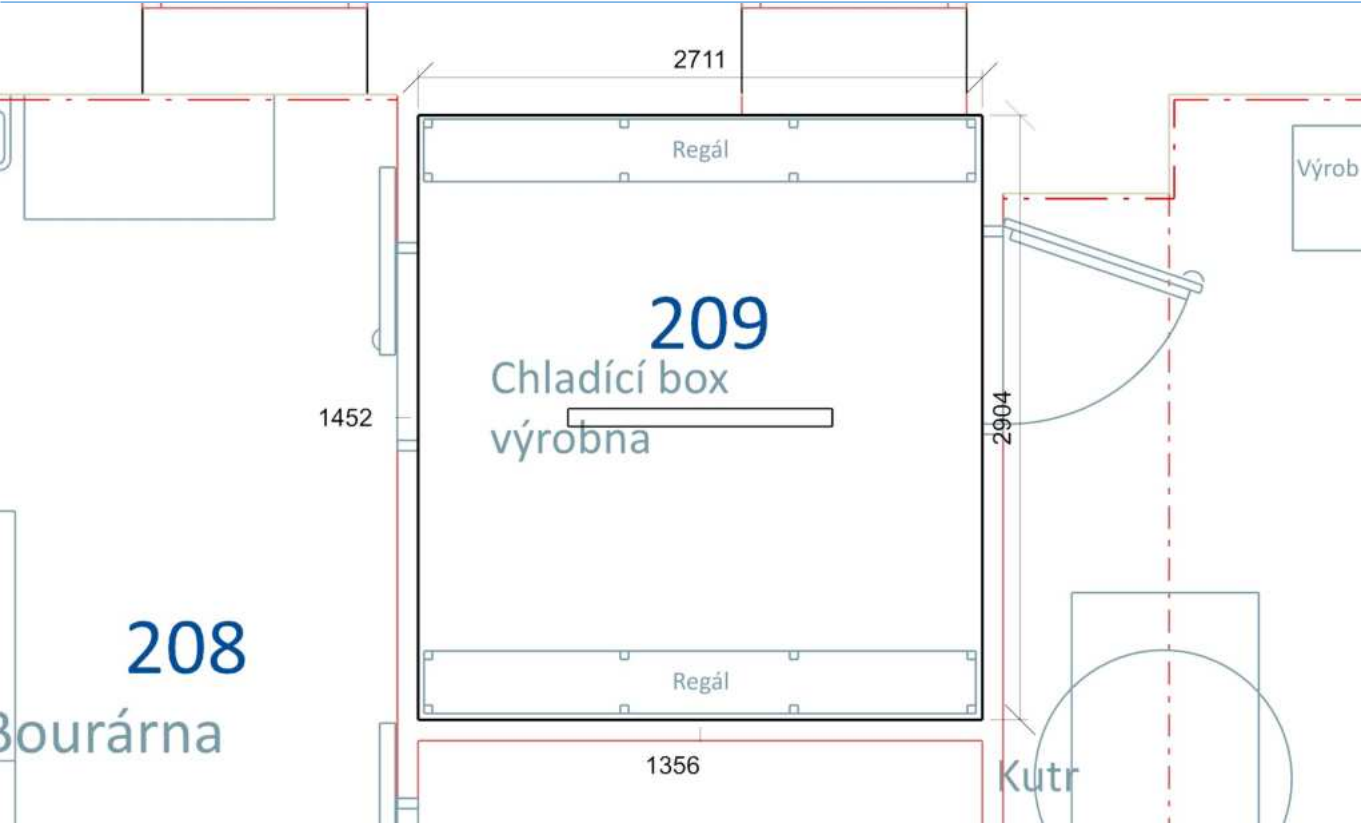 2711
Regál
Výrob
209
Chladící box
výrobna
1452
2904
208
Regál
Bourárna
1356
Kutr